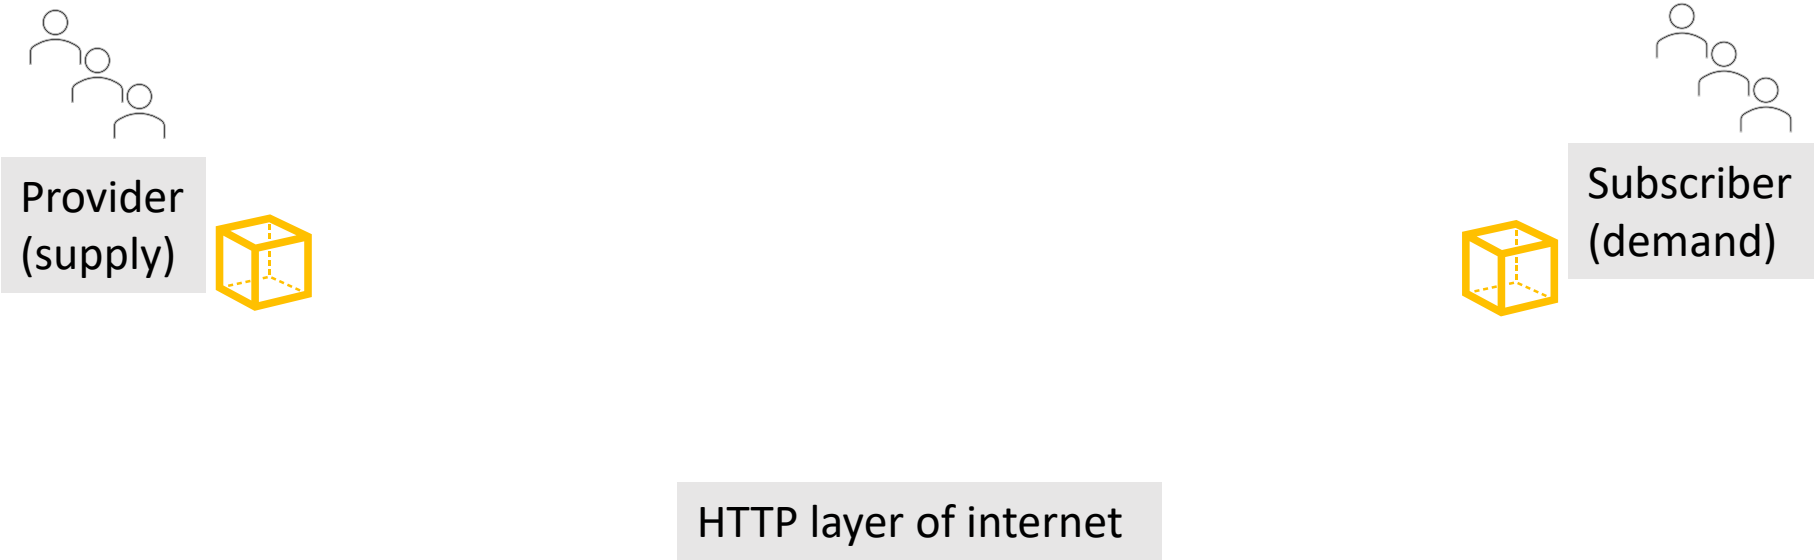 Provider
(supply)
Subscriber
(demand)
HTTP layer of internet